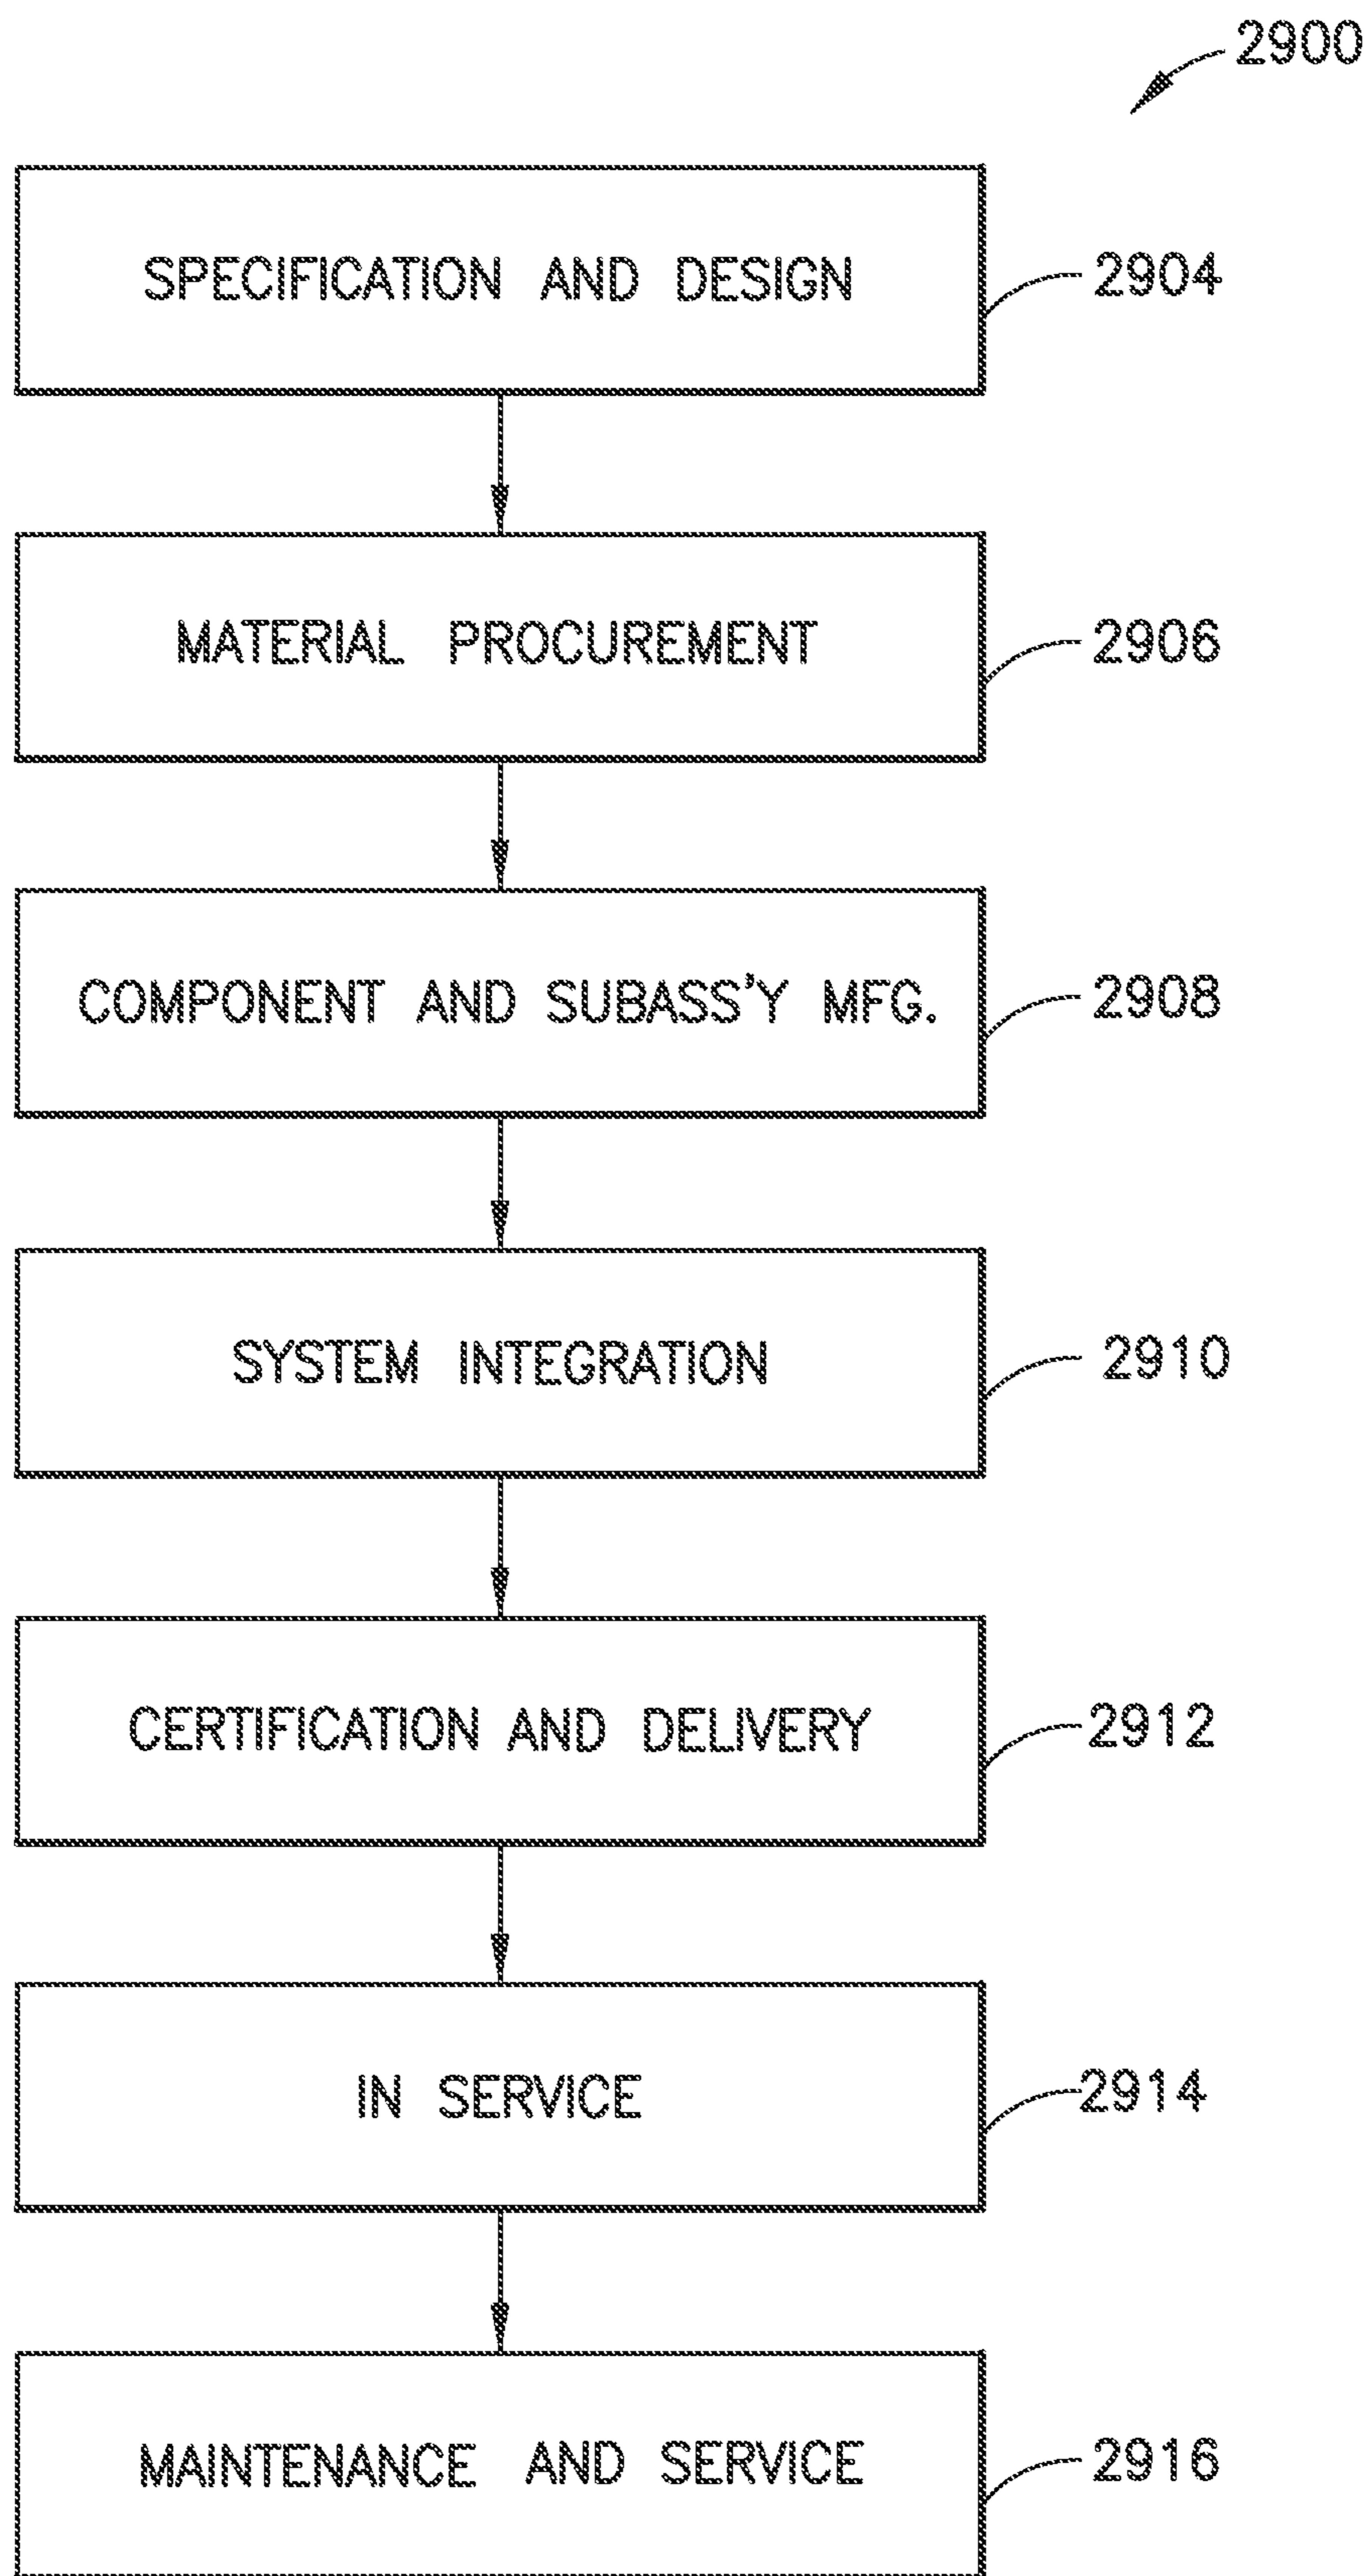 2900
SPECIFICATION AND DESIGN
2904
MATERIAL PROCUREMENT
2906
COMPONENT AND SUBASS'Y MFG.
2908
SYSTEM INTEGRATION
2910
CERTIFICATION AND DELIVERY
2912
IN SERVICE
2914
MAINTENANCE AND SERVICE
2916